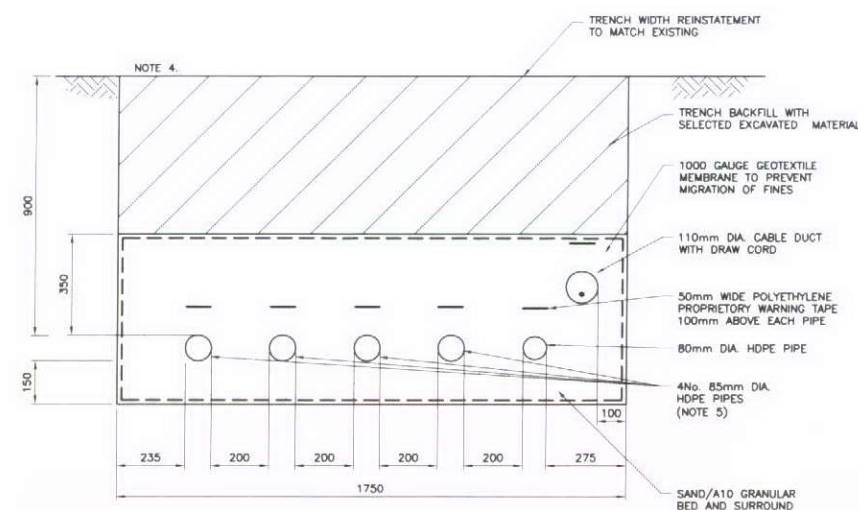 TRENCH WIDTH REINSTATEMENT
TO MATCH EXISTING
NOTE 4.
TRENCH BACKFILL WITH
SELECTED EXCAVATED MATERIAL
1000 GAUGE GEOTEXTILE
MEMBRANE TO PREVENT
MIGRATION OF FINES
900
350
110mm DIA. CABLE DUCT
WITH DRAW CORD
50mm WIDE POLYETHYLENE
PROPRIETORY WARNING TAPE
100mm ABOVE EACH PIPE
80mm DIA. HDPE PIPE
150
4No. 85mm DIA.
HDPE PIPES
(NOTE 5)
100
235 200 200 200 200 275
1750
SAND/A10 GRANULAR
BED AND SURROUND